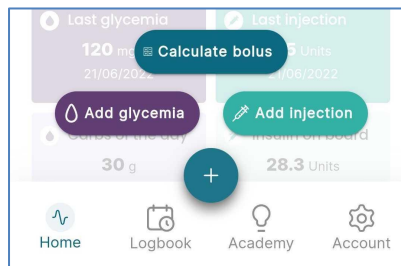 Last glycemia
Last injection
120 mg
Calculate bolus
5 Units
21/06/2022
21/06/2022
Add glycemia
Add injection
Carbs of the day
Insulin on board
30 g
28.3 Units
+
Home
Logbook
Academy
Account